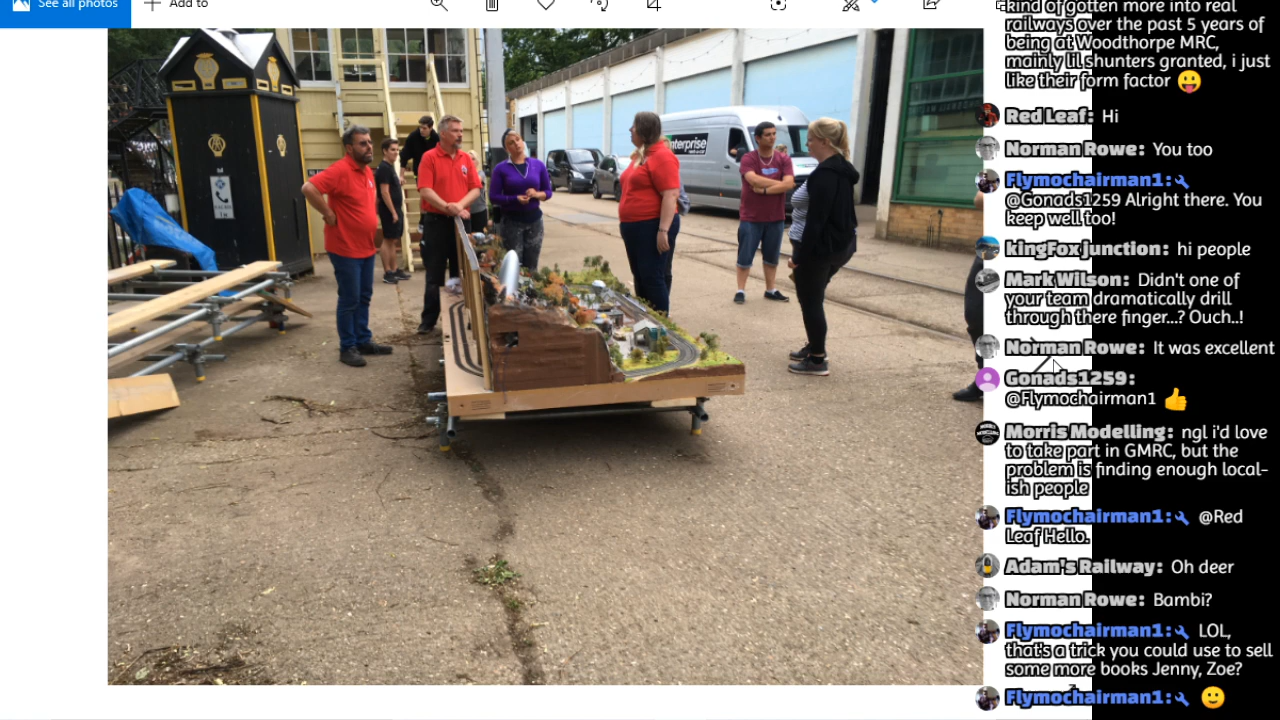 See all photos
Add to
enterprise
kind of gotten more into real
railways over the past 5 years of
being at Woodthorpe MRC,
mainly lil shunters granted, i just
like their form factor 😛
Red Leaf: Hi
Norman Rowe: You too
Flymochairman1:🔧
@Gonads1259 Alright there. You
keep well too!
kingFox junction: hi people
Mark Wilson: Didn't one of
your team dramatically drill
through there finger...? Ouch..!
Norman Rowe: It was excellent
Gonads1259:
@Flymochairman1 👍
Morris Modelling: ngl i'd love
to take part in GMRC, but the
problem is finding enough local-
ish people
Flymochairman1:🔧 @Red
Leaf Hello.
Adam's Railway: Oh deer
Norman Rowe: Bambi?
Flymochairman1:🔧 LOL,
that's a trick you could use to sell
some more books Jenny, Zoe?
Flymochairman1:🔧 🙂